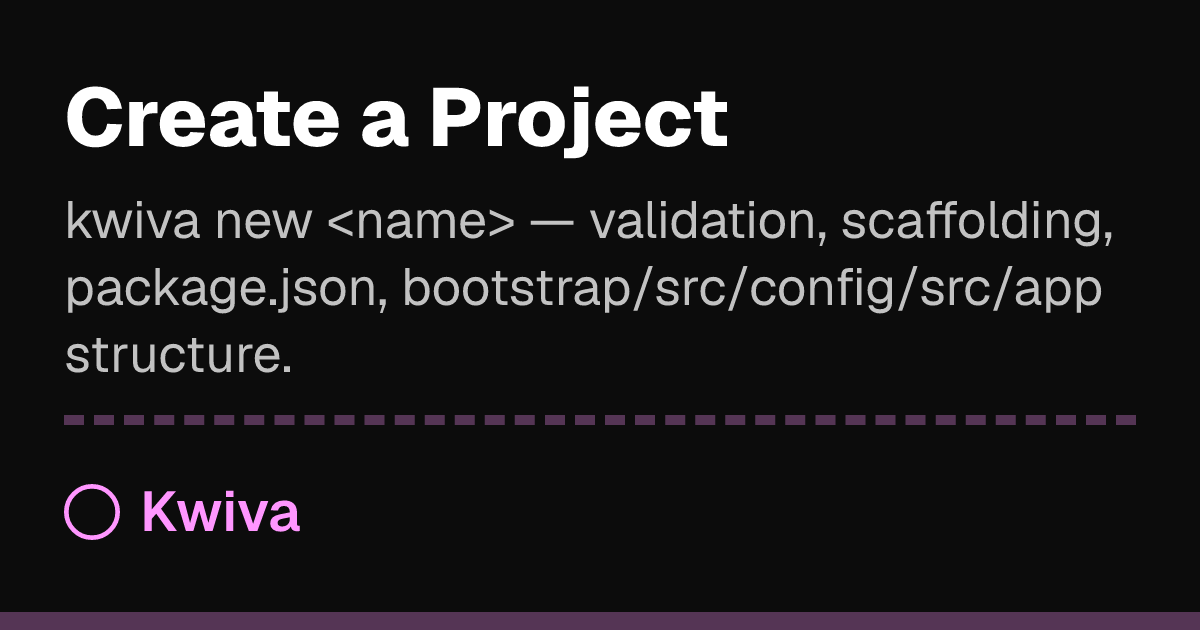 Create a Project
kwiva new <name> — validation, scaffolding,
package.json, bootstrap/src/config/src/app
structure.
Kwiva